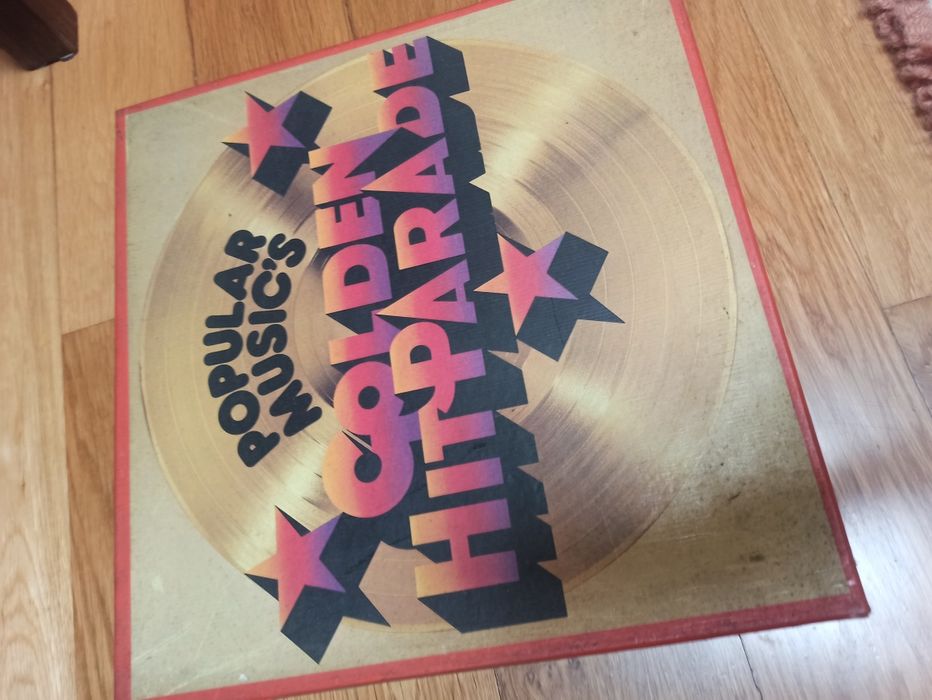 POPULAR
MUSIC'S
GOLDEN
HIT PARADE